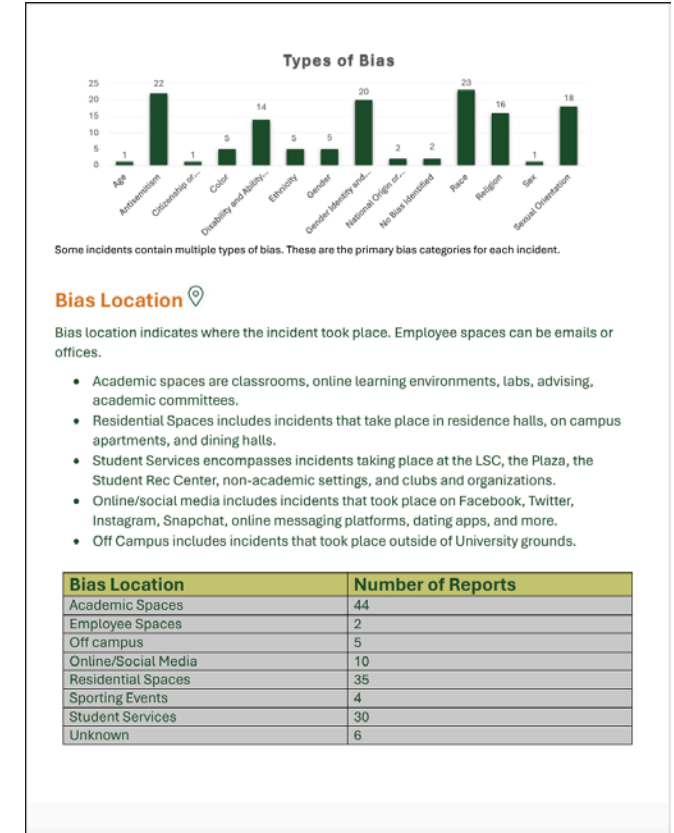 Types of Bias
25
20
15
10
5
0
1
22
1
5
14
5
5
20
2
2
23
16
1
18
Age
Antisemitism
Citizenship or...
Color
Disability and Ability...
Ethnicity
Gender
Gender Identity and...
National Origin or...
No Bias Identified
Race
Religion
Sex
Sexual Orientation
Some incidents contain multiple types of bias. These are the primary bias categories for each incident.
Bias Location
Bias location indicates where the incident took place. Employee spaces can be emails or
offices.
• Academic spaces are classrooms, online learning environments, labs, advising,
academic committees.
• Residential Spaces includes incidents that take place in residence halls, on campus
apartments, and dining halls.
• Student Services encompasses incidents taking place at the LSC, the Plaza, the
Student Rec Center, non-academic settings, and clubs and organizations.
• Online/social media includes incidents that took place on Facebook, Twitter,
Instagram, Snapchat, online messaging platforms, dating apps, and more.
• Off Campus includes incidents that took place outside of University grounds.
Bias Location Number of Reports
Academic Spaces 44
Employee Spaces 2
Off campus 5
Online/Social Media 10
Residential Spaces 35
Sporting Events 4
Student Services 30
Unknown 6